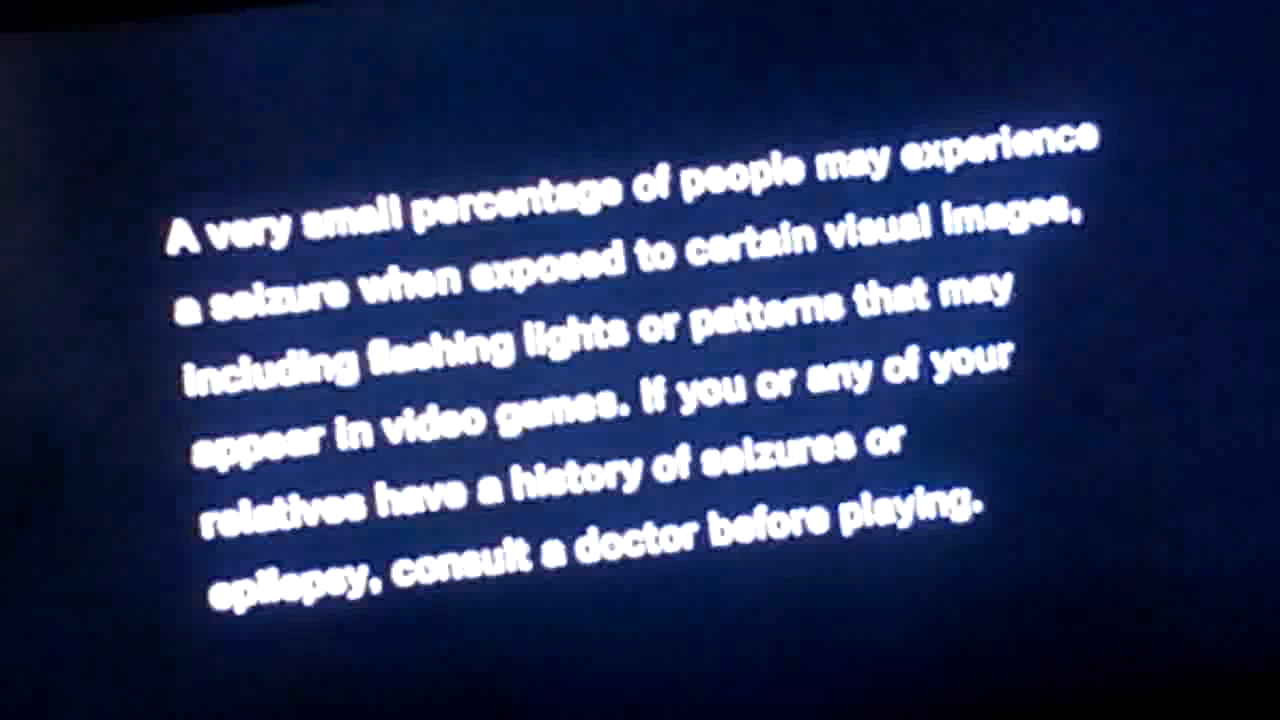 A very small percentage of people may experience
a seizure when exposed to certain visual images,
including flashing lights or patterns that may
appear in video games. If you or any of your
relatives have a history of seizures or
epilepsy, consult a doctor before playing.